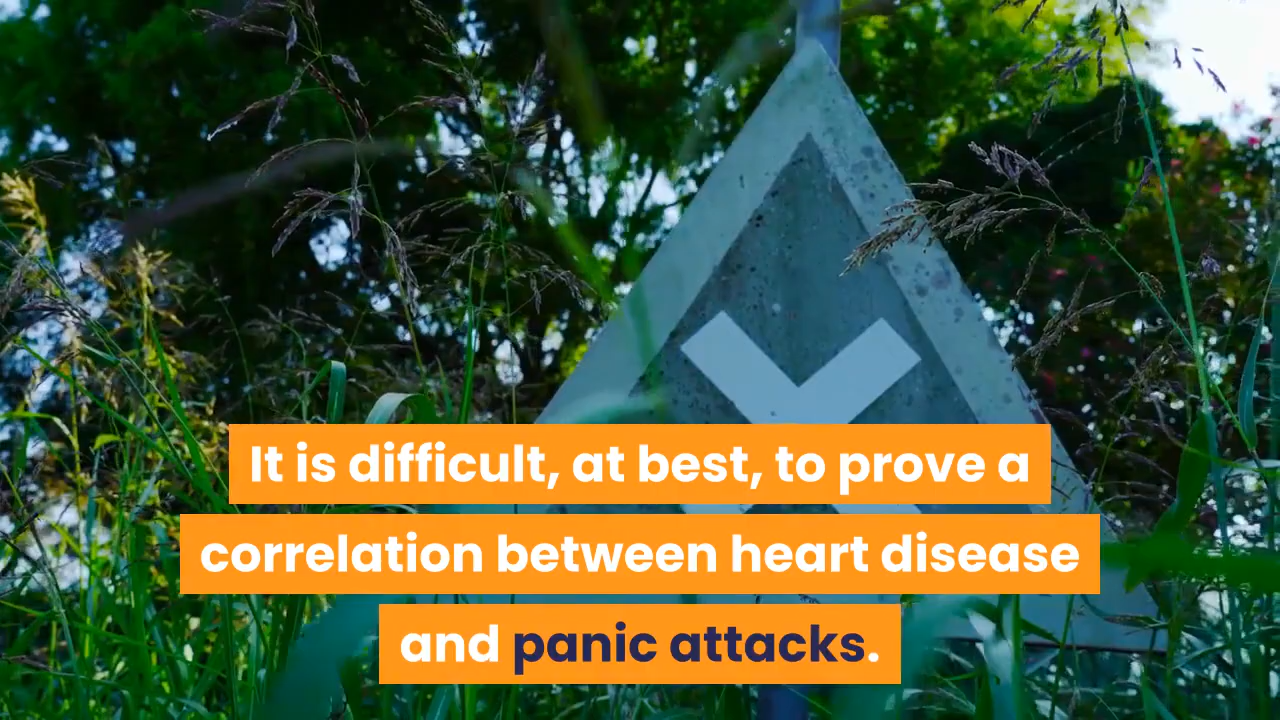 It is difficult, at best, to prove a
correlation between heart disease
and panic attacks.